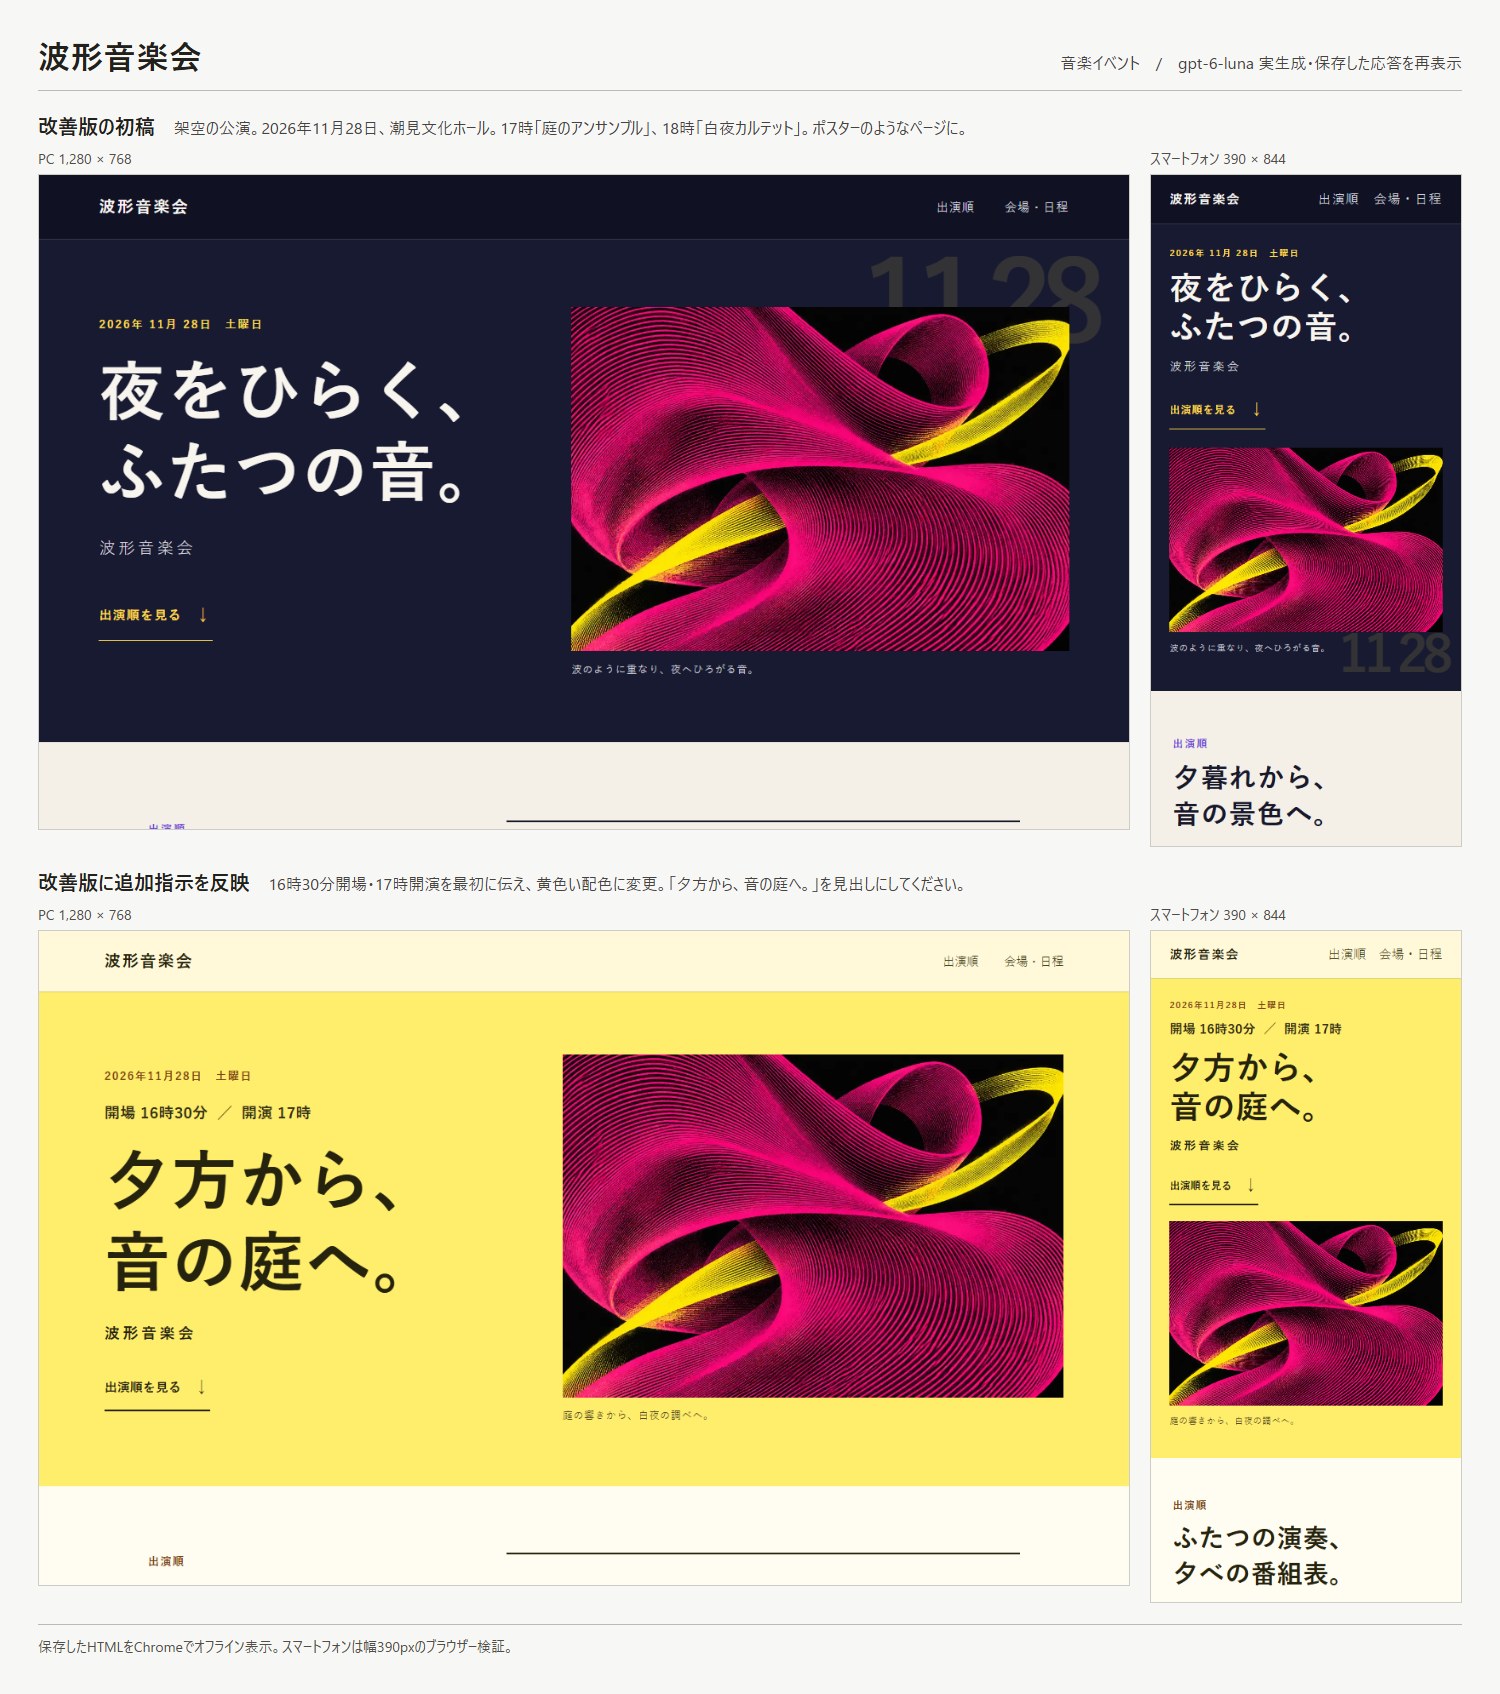 波形音楽会
音楽イベント / gpt-6-luna 実生成・保存した応答を再表示
改善版の初稿 架空の公演。2026年11月28日、潮見文化ホール。17時「庭のアンサンブル」、18時「白夜カルテット」。ポスターのようなページに。
PC 1,280 × 768
波形音楽会 出演順 会場・日程
11 28
2026年 11月 28日 土曜日
夜をひらく、
ふたつの音。
波形音楽会
出演順を見る ↓
波のように重なり、夜へひろがる音。
出演順
スマートフォン 390 × 844
波形音楽会 出演順 会場・日程
2026年 11月 28日 土曜日
夜をひらく、
ふたつの音。
波形音楽会
出演順を見る ↓
波のように重なり、夜へひろがる音。
11 28
出演順
夕暮れから、
音の景色へ。
改善版に追加指示を反映 16時30分開場・17時開演を最初に伝え、黄色い配色に変更。「夕方から、音の庭へ。」を見出しにしてください。
PC 1,280 × 768
波形音楽会 出演順 会場・日程
2026年11月28日 土曜日
開場 16時30分 / 開演 17時
夕方から、
音の庭へ。
波形音楽会
出演順を見る ↓
庭の響きから、白夜の調べへ。
出演順
スマートフォン 390 × 844
波形音楽会 出演順 会場・日程
2026年11月28日 土曜日
開場 16時30分 / 開演 17時
夕方から、
音の庭へ。
波形音楽会
出演順を見る ↓
庭の響きから、白夜の調べへ。
出演順
ふたつの演奏、
夕べの番組表。
保存したHTMLをChromeでオフライン表示。スマートフォンは幅390pxのブラウザー検証。